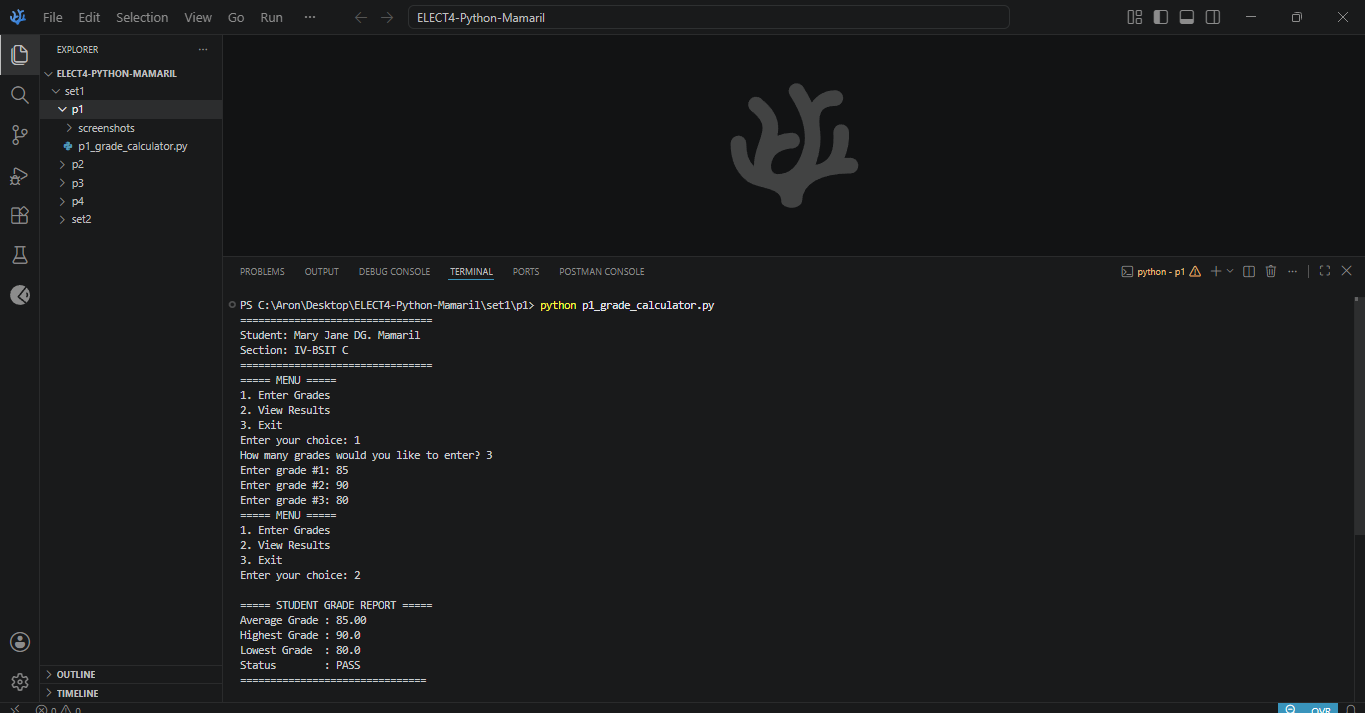 File Edit Selection View Go Run ···
ELECT4-Python-Mamaril
EXPLORER
ELECT4-PYTHON-MAMARIL
set1
p1
screenshots
p1_grade_calculator.py
p2
p3
p4
set2
OUTLINE
TIMELINE
PROBLEMS OUTPUT DEBUG CONSOLE TERMINAL PORTS POSTMAN CONSOLE
python - p1
PS C:\Aron\Desktop\ELECT4-Python-Mamaril\set1\p1> python p1_grade_calculator.py
================================
Student: Mary Jane DG. Mamaril
Section: IV-BSIT C
================================
===== MENU =====
1. Enter Grades
2. View Results
3. Exit
Enter your choice: 1
How many grades would you like to enter? 3
Enter grade #1: 85
Enter grade #2: 90
Enter grade #3: 80
===== MENU =====
1. Enter Grades
2. View Results
3. Exit
Enter your choice: 2
===== STUDENT GRADE REPORT =====
Average Grade : 85.00
Highest Grade : 90.0
Lowest Grade  : 80.0
Status        : PASS
===============================
0 0
OVR